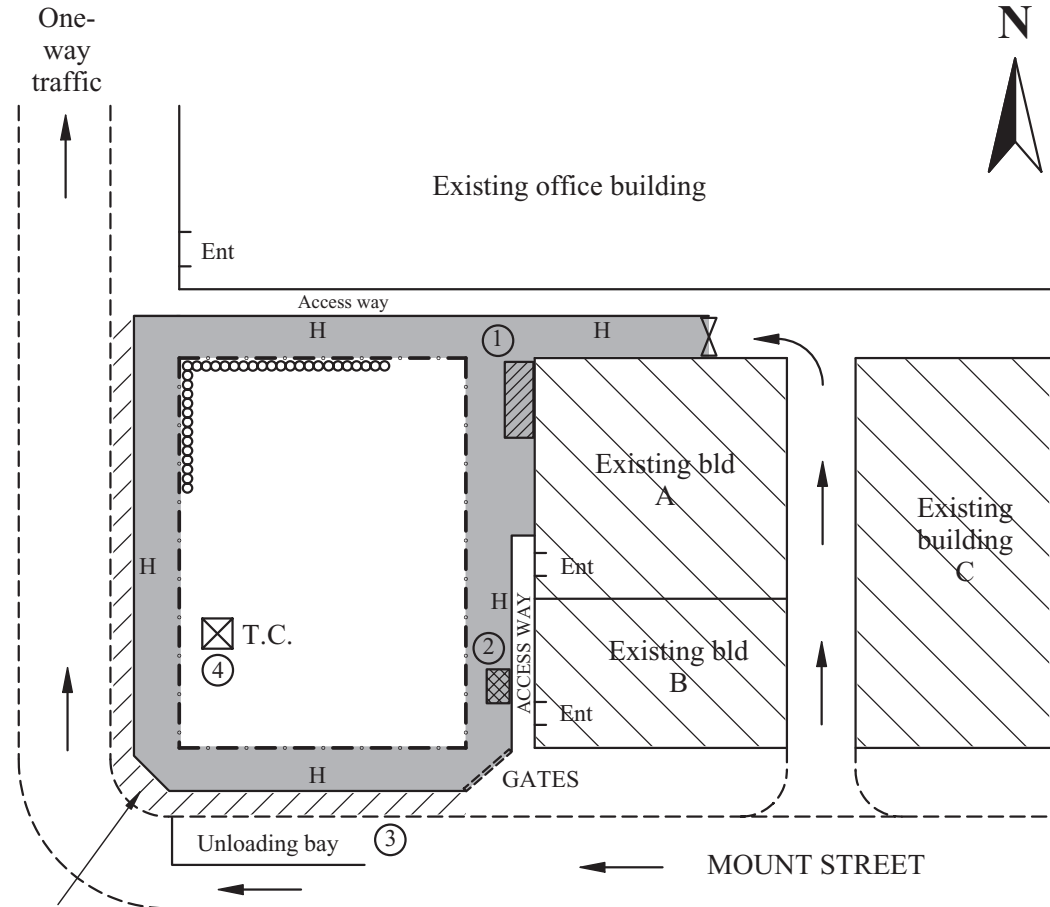 One-
way
traffic
N
Existing office building
Ent
Access way
H
1
H
Existing bld
A
Existing
building
C
H
Ent
H
ACCESS WAY
T.C.
4
2
Existing bld
B
Ent
H
GATES
Unloading bay
3
MOUNT STREET